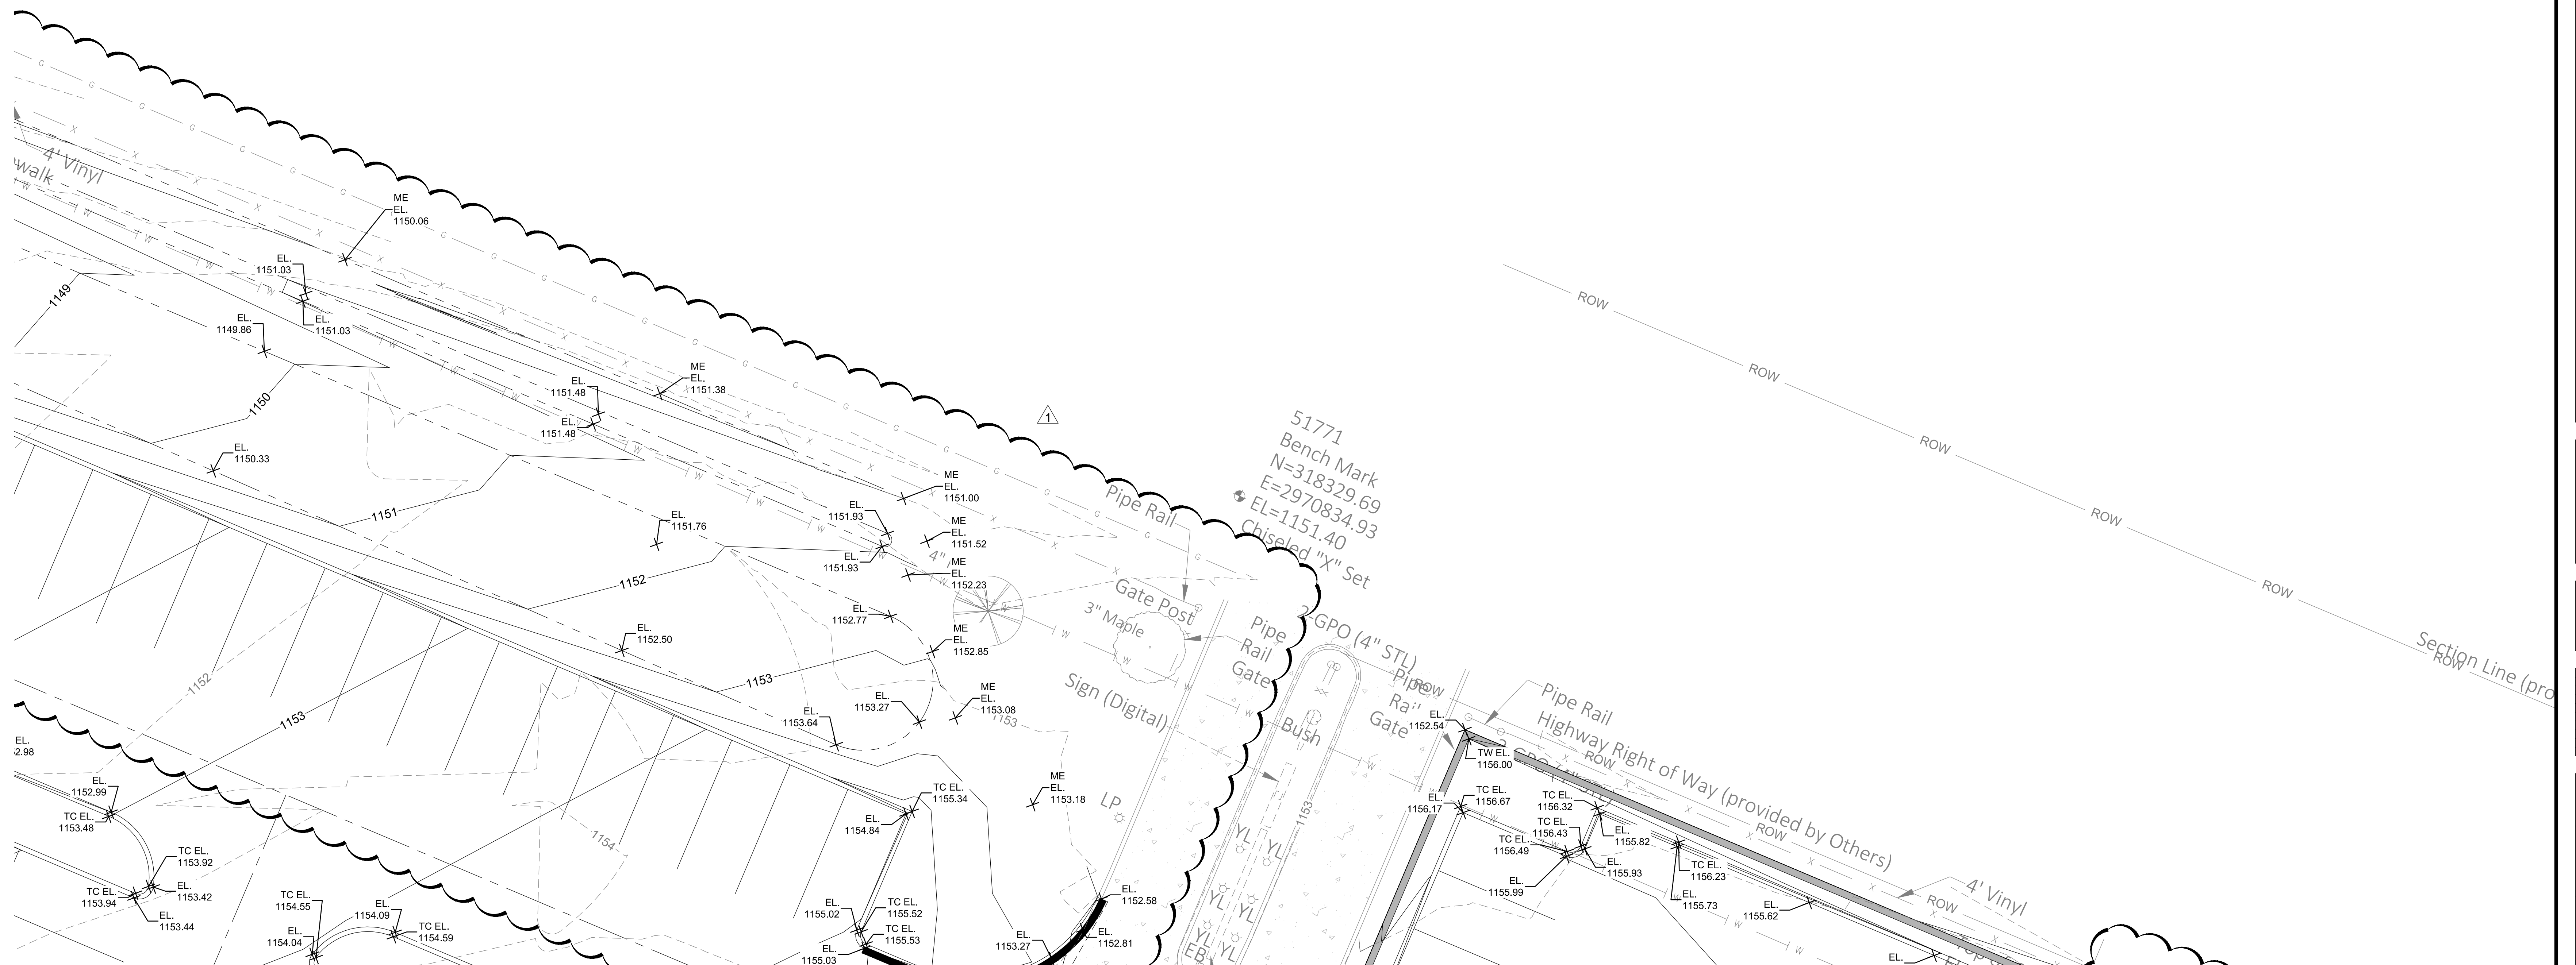 4' Vinyl
ME
EL.
1150.06
EL.
1151.03
EL.
1151.03
1149
EL.
1149.86
ME
EL.
1151.38
EL.
1151.48
EL.
1151.48
1150
EL.
1150.33
1151
EL.
1151.76
ME
EL.
1151.00
EL.
1151.93
EL.
1151.93
ME
EL.
1151.52
ME
EL.
1152.23
4"
1152
EL.
1152.77
EL.
1152.50
ME
EL.
1152.85
1153
EL.
1153.27
ME
EL.
1153.08
1153
EL.
1153.64
1152
1153
ME
EL.
1153.18
1
51771
Bench Mark
N=318329.69
E=2970834.93
EL=1151.40
Chiseled "X" Set
Pipe Rail
Gate Post
3" Maple
Pipe
Rail
Gate
2-GPO (4" STL)
Sign (Digital)
Bush
Pipe
Rail
Gate
LP
1153
YL
YL
YL
YL
YL
YL
EB
ROW
ROW
ROW
ROW
ROW
ROW
Section Line (pro
ROW
Pipe Rail
Highway Right of Way (provided by Others)
2-GPO (4" STL)
ROW
ROW
ROW
ROW
4' Vinyl
EL.
1152.54
TW EL.
1156.00
EL.
1156.17
TC EL.
1156.67
TC EL.
1156.32
TC EL.
1156.43
TC EL.
1156.49
EL.
1155.82
EL.
1155.93
EL.
1155.99
TC EL.
1156.23
EL.
1155.73
EL.
1155.62
EL.
EL.
EL.
1152.99
TC EL.
1153.48
TC EL.
1153.92
EL.
1153.42
TC EL.
1153.94
EL.
1153.44
TC EL.
1154.55
EL.
1154.04
EL.
1154.09
TC EL.
1154.59
1154
TC EL.
1155.34
EL.
1154.84
EL.
1155.02
TC EL.
1155.52
TC EL.
1155.53
EL.
1155.03
EL.
1152.58
EL.
1152.81
EL.
1153.27